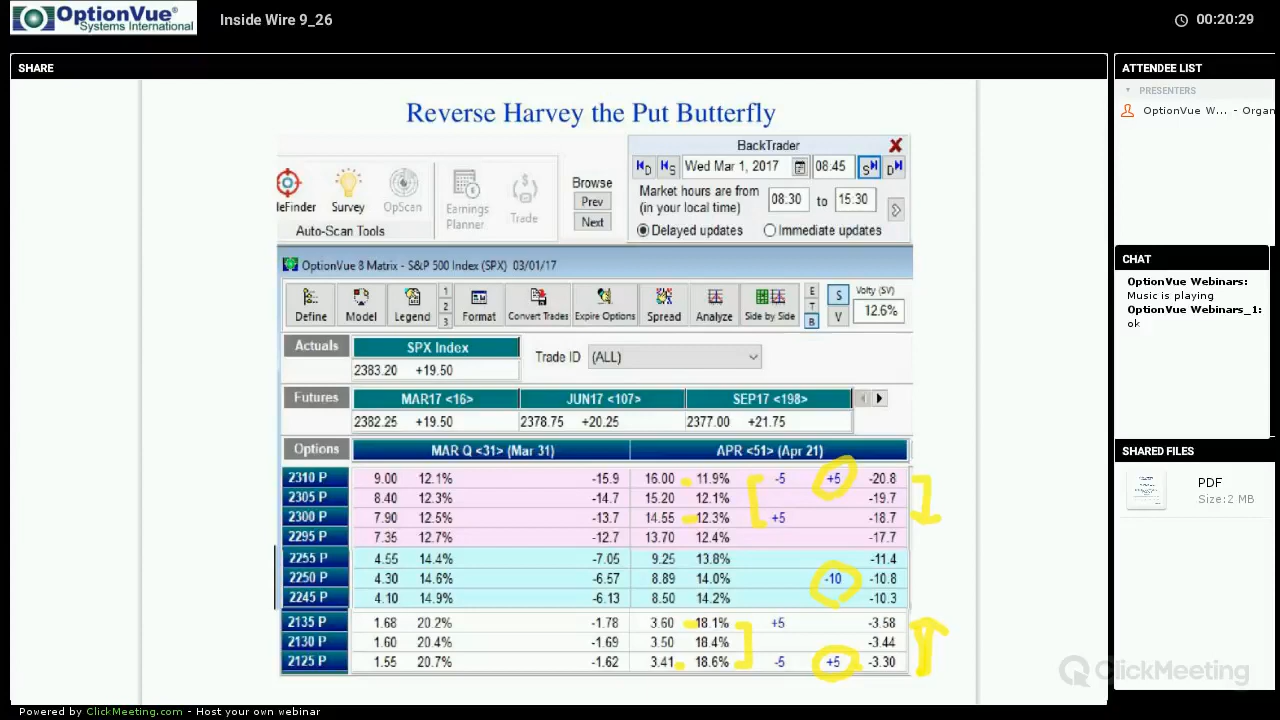 OptionVue
Systems International
Inside Wire 9_26
00:20:29
SHARE
Reverse Harvey the Put Butterfly
BackTrader
Wed Mar 1, 2017 08:45
Market hours are from
(in your local time)
08:30 to 15:30
Delayed updates Immediate updates
leFinder Survey OpScan
Auto-Scan Tools
Earnings
Planner
Trade
Browse
Prev
Next
OptionVue 8 Matrix - S&P 500 Index (SPX) 03/01/17
Define Model Legend 1 2 3 Format Convert Trades Expire Options Spread Analyze Side by Side E T B S V
Volty (SV)
12.6%
Actuals SPX Index
2383.20 +19.50
Trade ID (ALL)
Futures MAR17 <16> JUN17 <107> SEP17 <198>
2382.25 +19.50 2378.75 +20.25 2377.00 +21.75
Options MAR Q <31> (Mar 31) APR <51> (Apr 21)
2310 P 9.00 12.1% -15.9 16.00 11.9% -5 +5 -20.8
2305 P 8.40 12.3% -14.7 15.20 12.1% -19.7
2300 P 7.90 12.5% -13.7 14.55 12.3% +5 -18.7
2295 P 7.35 12.7% -12.7 13.70 12.4% -17.7
2255 P 4.55 14.4% -7.05 9.25 13.8% -11.4
2250 P 4.30 14.6% -6.57 8.89 14.0% -10 -10.8
2245 P 4.10 14.9% -6.13 8.50 14.2% -10.3
2135 P 1.68 20.2% -1.78 3.60 18.1% +5 -3.58
2130 P 1.60 20.4% -1.69 3.50 18.4% -3.44
2125 P 1.55 20.7% -1.62 3.41 18.6% -5 +5 -3.30
ClickMeeting
ATTENDEE LIST
PRESENTERS
OptionVue W... - Organ
CHAT
OptionVue Webinars:
Music is playing
OptionVue Webinars_1:
ok
SHARED FILES
PDF
Size:2 MB
Powered by ClickMeeting.com - Host your own webinar